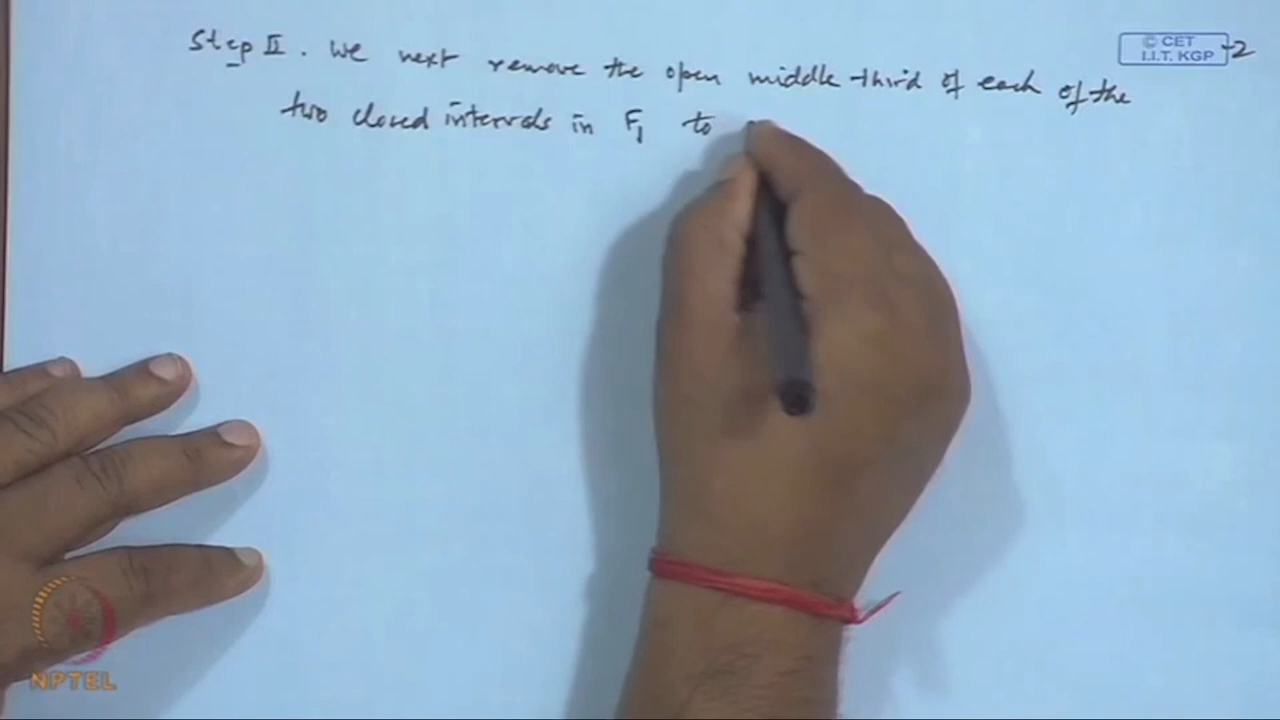 Step II. We next remove the open middle third of each of the
two closed intervals in F1 to
© CET
I.I.T. KGP
-2
NPTEL